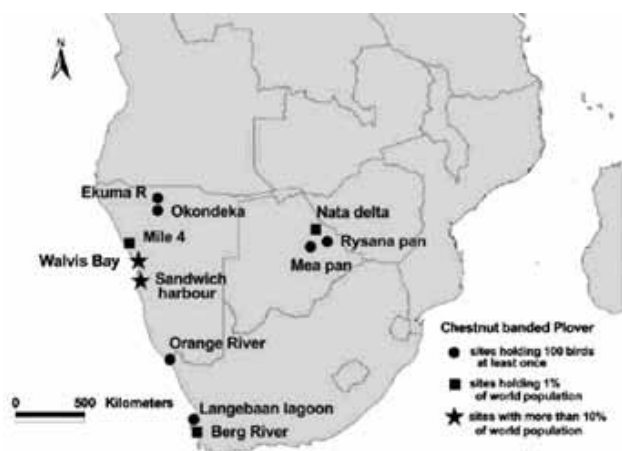 N
Ekuma R
Okondeka
Nata delta
Mile 4
Rysana pan
Walvis Bay
Mea pan
Sandwich
harbour
Chestnut banded Plover
Orange River
sites holding 100 birds
at least once
0 500 Kilometers
sites holding 1%
of world population
Langebaan lagoon
Berg River
sites with more than 10%
of world population